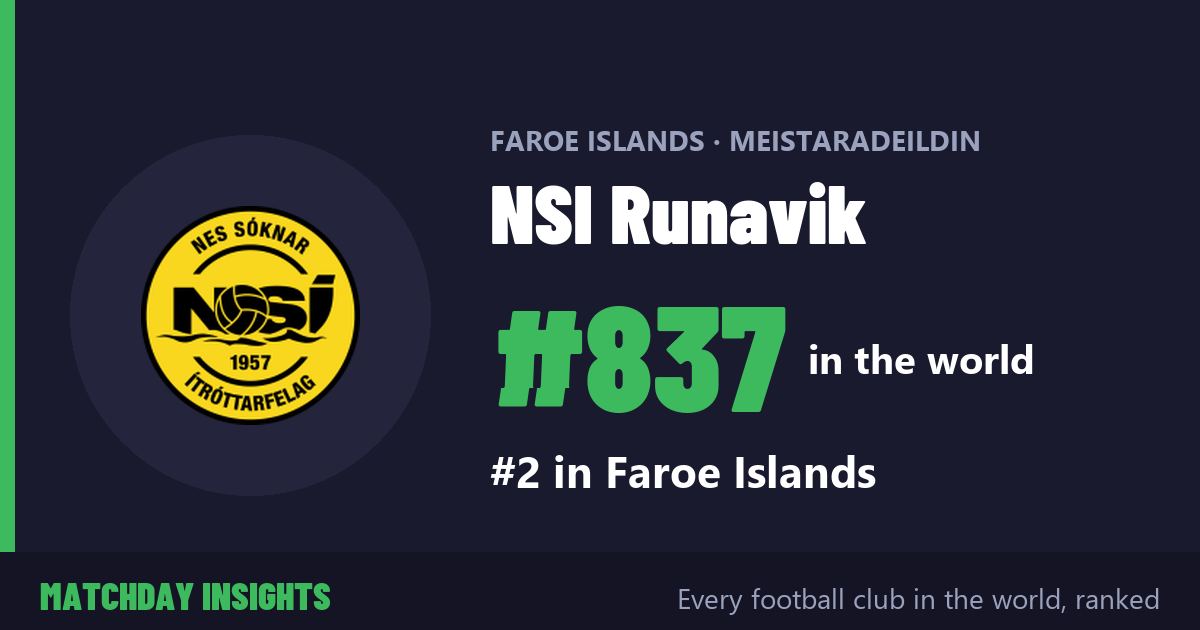 FAROE ISLANDS · MEISTARADEILDIN
NSI Runavik
NES SÓKNAR
NSÍ
1957
ÍTRÓTTARFELAG
#837 in the world
#2 in Faroe Islands
MATCHDAY INSIGHTS
Every football club in the world, ranked